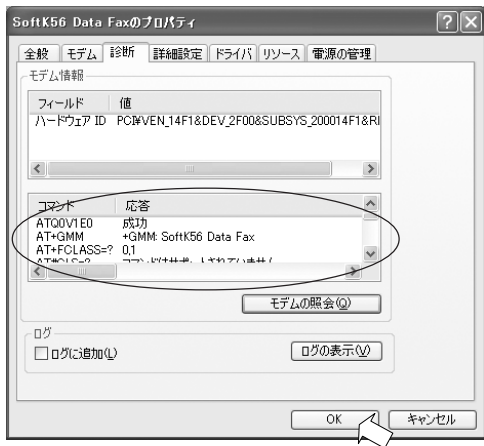 SoftK56 Data Faxのプロパティ
全般 モデム 診断 詳細設定 ドライバ リソース 電源の管理
モデム情報
フィールド 値
ハードウェア ID PCI¥VEN_14F1&DEV_2F00&SUBSYS_200014F1&RI
コマンド 応答
ATQ0V1E0 成功
AT+GMM +GMM: SoftK56 Data Fax
AT+FCLASS=? 0,1
モデムの照会(Q)
ログ
ログに追加(L) ログの表示(V)
OK キャンセル